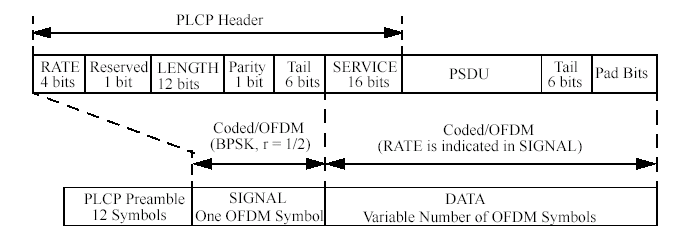 PLCP Header
RATE Reserved LENGTH Parity Tail SERVICE PSDU Tail Pad Bits
4 bits 1 bit 12 bits 1 bit 6 bits 16 bits 6 bits
Coded/OFDM Coded/OFDM
(BPSK, r = 1/2) (RATE is indicated in SIGNAL)
PLCP Preamble SIGNAL DATA
12 Symbols One OFDM Symbol Variable Number of OFDM Symbols